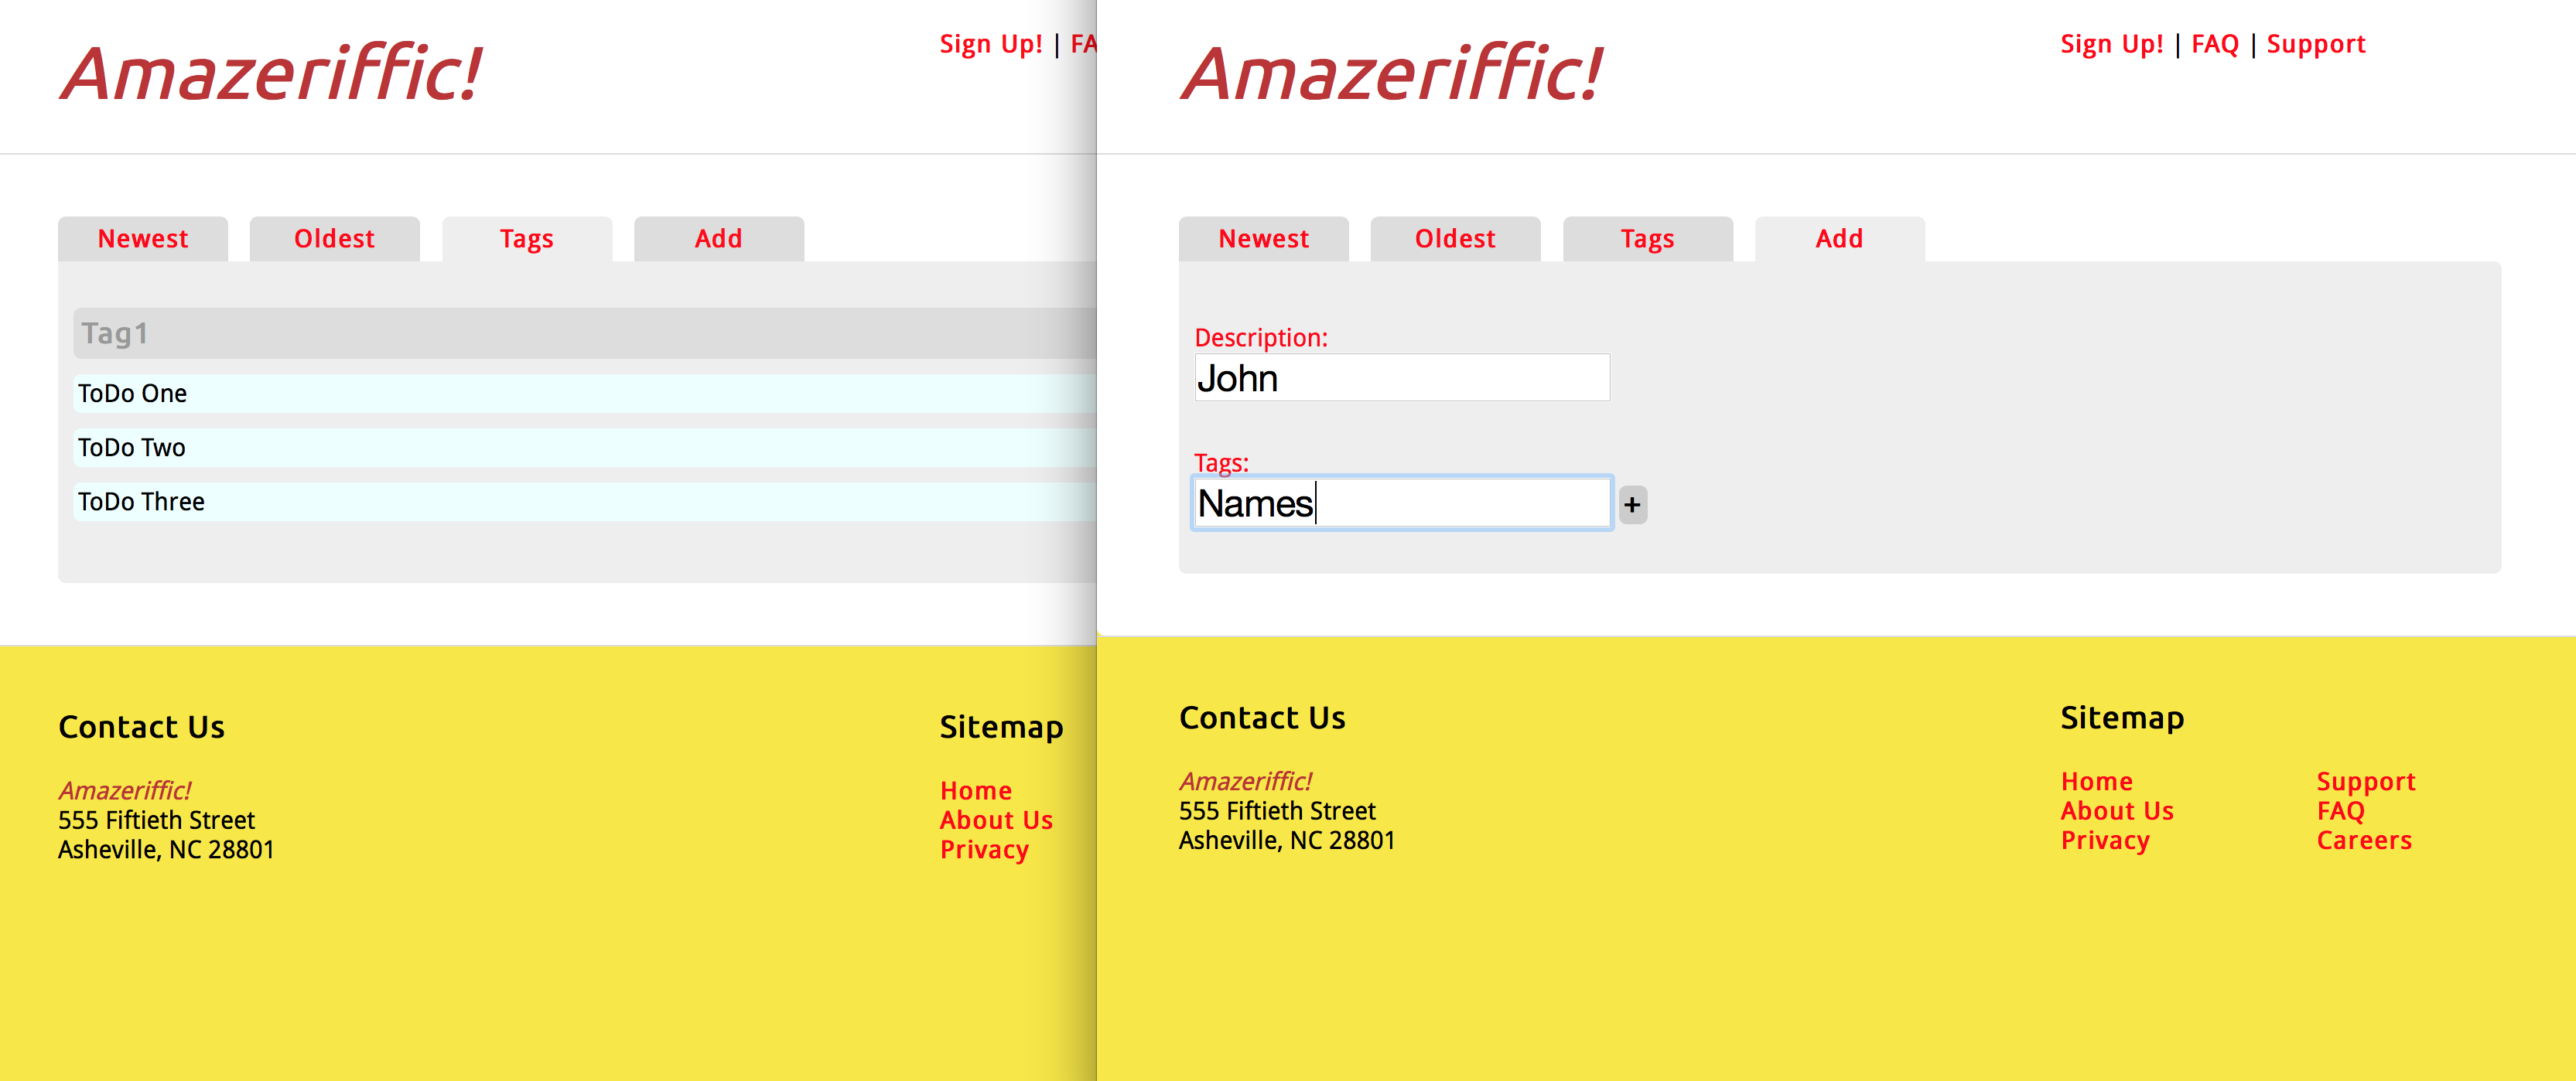 Amazeriffic!
Sign Up! | FA
Newest Oldest Tags Add
Tag1
ToDo One
ToDo Two
ToDo Three
Contact Us
Amazeriffic!
555 Fiftieth Street
Asheville, NC 28801
Sitemap
Home
About Us
Privacy
Amazeriffic!
Sign Up! | FAQ | Support
Newest Oldest Tags Add
Description:
John
Tags:
Names
+
Contact Us
Amazeriffic!
555 Fiftieth Street
Asheville, NC 28801
Sitemap
Home Support
About Us FAQ
Privacy Careers